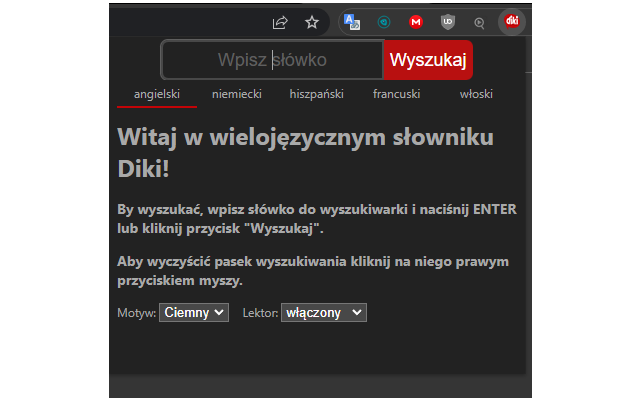 diki
Wpisz słówko
Wyszukaj
angielski niemiecki hiszpański francuski włoski
Witaj w wielojęzycznym słowniku
Diki!
By wyszukać, wpisz słówko do wyszukiwarki i naciśnij ENTER
lub kliknij przycisk "Wyszukaj".
Aby wyczyścić pasek wyszukiwania kliknij na niego prawym
przyciskiem myszy.
Motyw: Ciemny Lektor: włączony